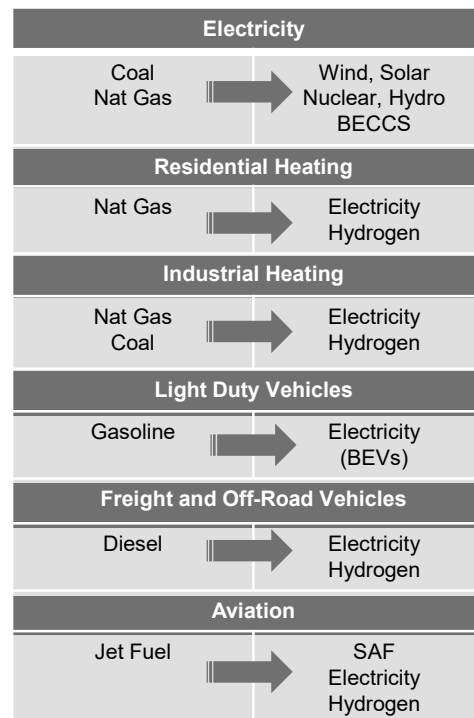 Electricity
Coal
Nat Gas
Wind, Solar
Nuclear, Hydro
BECCS
Residential Heating
Nat Gas
Electricity
Hydrogen
Industrial Heating
Nat Gas
Coal
Electricity
Hydrogen
Light Duty Vehicles
Gasoline
Electricity
(BEVs)
Freight and Off-Road Vehicles
Diesel
Electricity
Hydrogen
Aviation
Jet Fuel
SAF
Electricity
Hydrogen